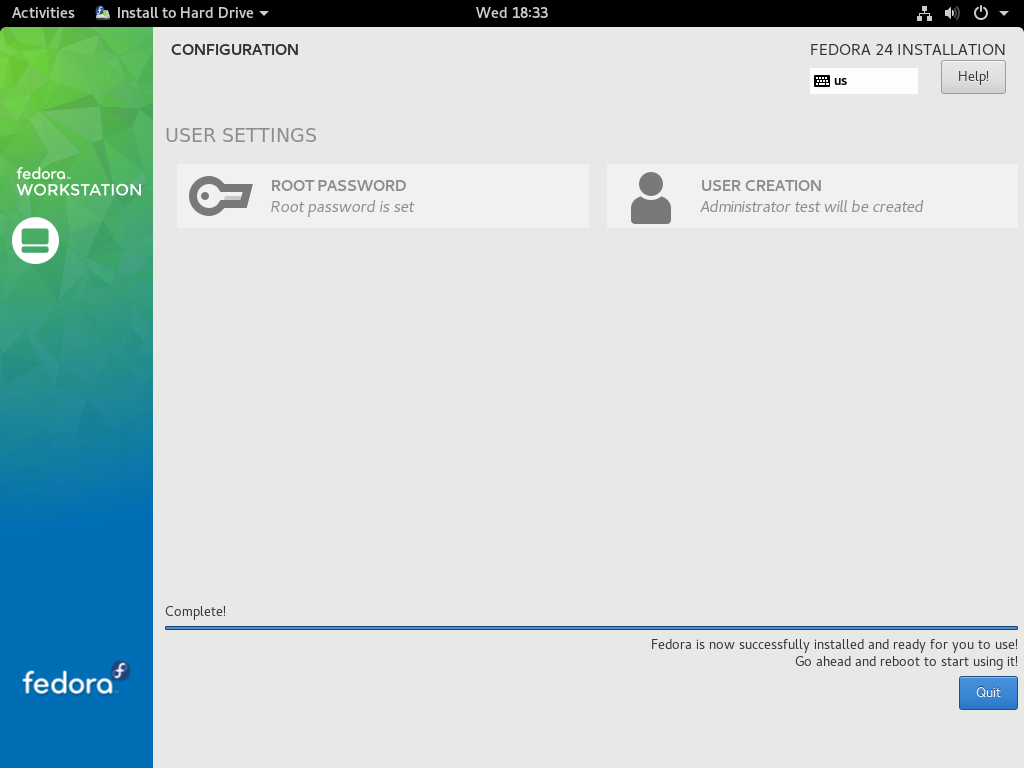 Activities
Install to Hard Drive
Wed 18:33
fedora
WORKSTATION
CONFIGURATION
FEDORA 24 INSTALLATION
us
Help!
USER SETTINGS
ROOT PASSWORD
Root password is set
USER CREATION
Administrator test will be created
Complete!
Fedora is now successfully installed and ready for you to use!
Go ahead and reboot to start using it!
Quit
fedora